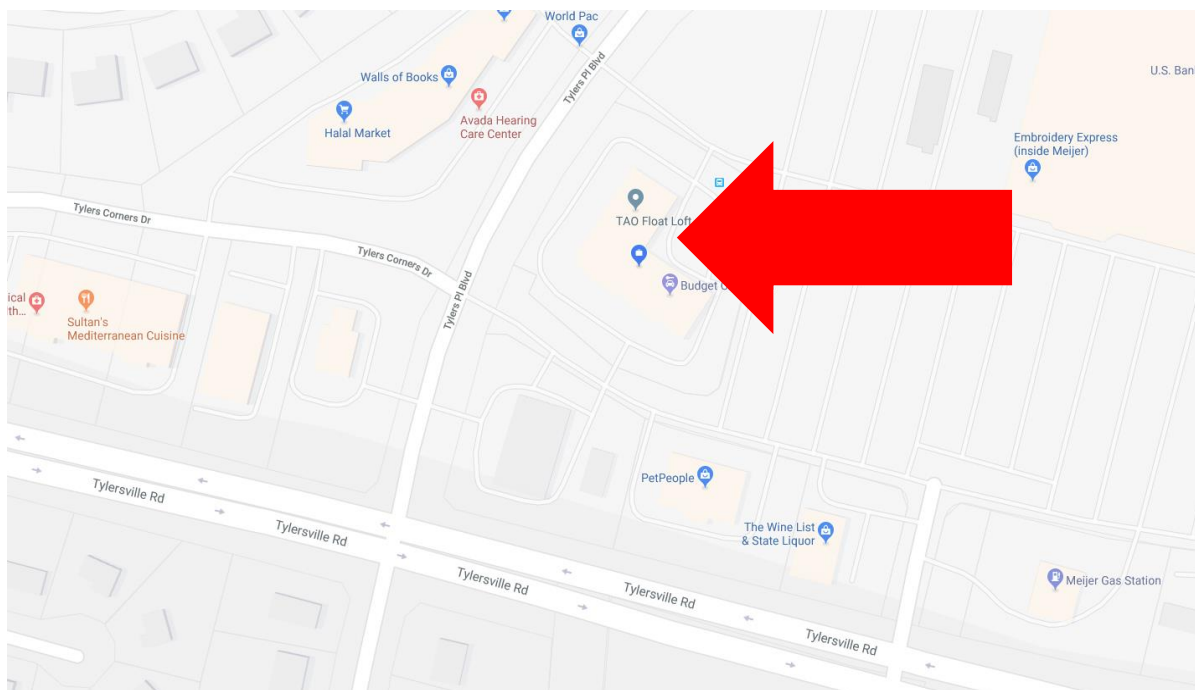 World Pac
Walls of Books
U.S. Ban
Tylers Pl Blvd
Halal Market
Avada Hearing
Care Center
Embroidery Express
(inside Meijer)
TAO Float Loft
Tylers Corners Dr
Tylers Corners Dr
Tylers Pl Blvd
Budget
ical
th...
Sultan's
Mediterranean Cuisine
PetPeople
Tylersville Rd
Tylersville Rd
The Wine List
& State Liquor
Tylersville Rd
Tylersville Rd
Meijer Gas Station
Tylersville Rd